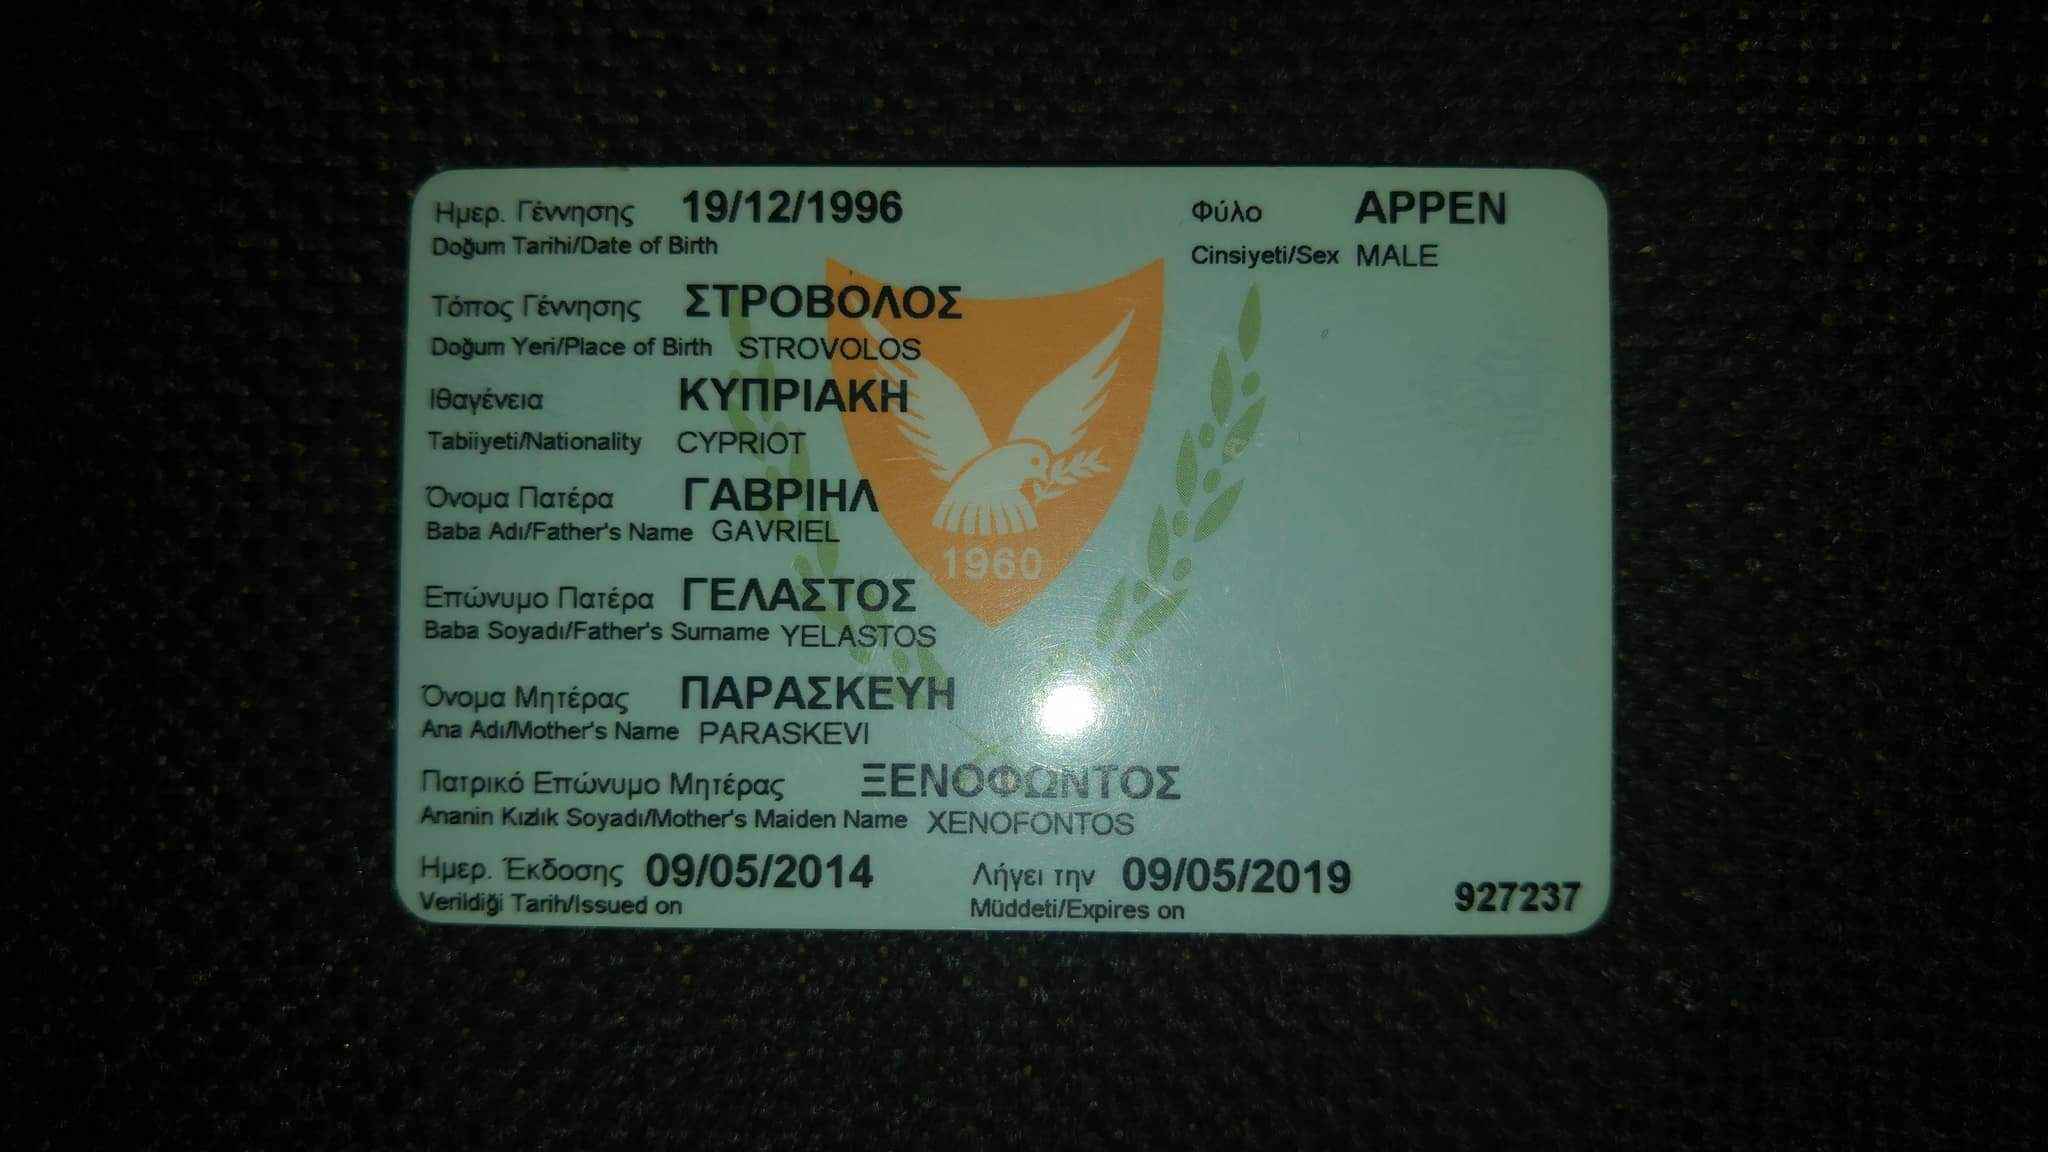 Ημερ. Γέννησης 19/12/1996 Φύλο ΑΡΡΕΝ
Doğum Tarihi/Date of Birth Cinsiyeti/Sex MALE
Τόπος Γέννησης ΣΤΡΟΒΟΛΟΣ
Doğum Yeri/Place of Birth STROVOLOS
Ιθαγένεια ΚΥΠΡΙΑΚΗ
Tabiiyeti/Nationality CYPRIOT
Όνομα Πατέρα ΓΑΒΡΙΗΛ
Baba Adı/Father's Name GAVRIEL
1960
Επώνυμο Πατέρα ΓΕΛΑΣΤΟΣ
Baba Soyadı/Father's Surname YELASTOS
Όνομα Μητέρας ΠΑΡΑΣΚΕΥΗ
Ana Adı/Mother's Name PARASKEVI
Πατρικό Επώνυμο Μητέρας ΞΕΝΟΦΩΝΤΟΣ
Ananin Kızlık Soyadı/Mother's Maiden Name XENOFONTOS
Ημερ. Έκδοσης 09/05/2014 Λήγει την 09/05/2019
Verildiği Tarih/Issued on Müddeti/Expires on 927237